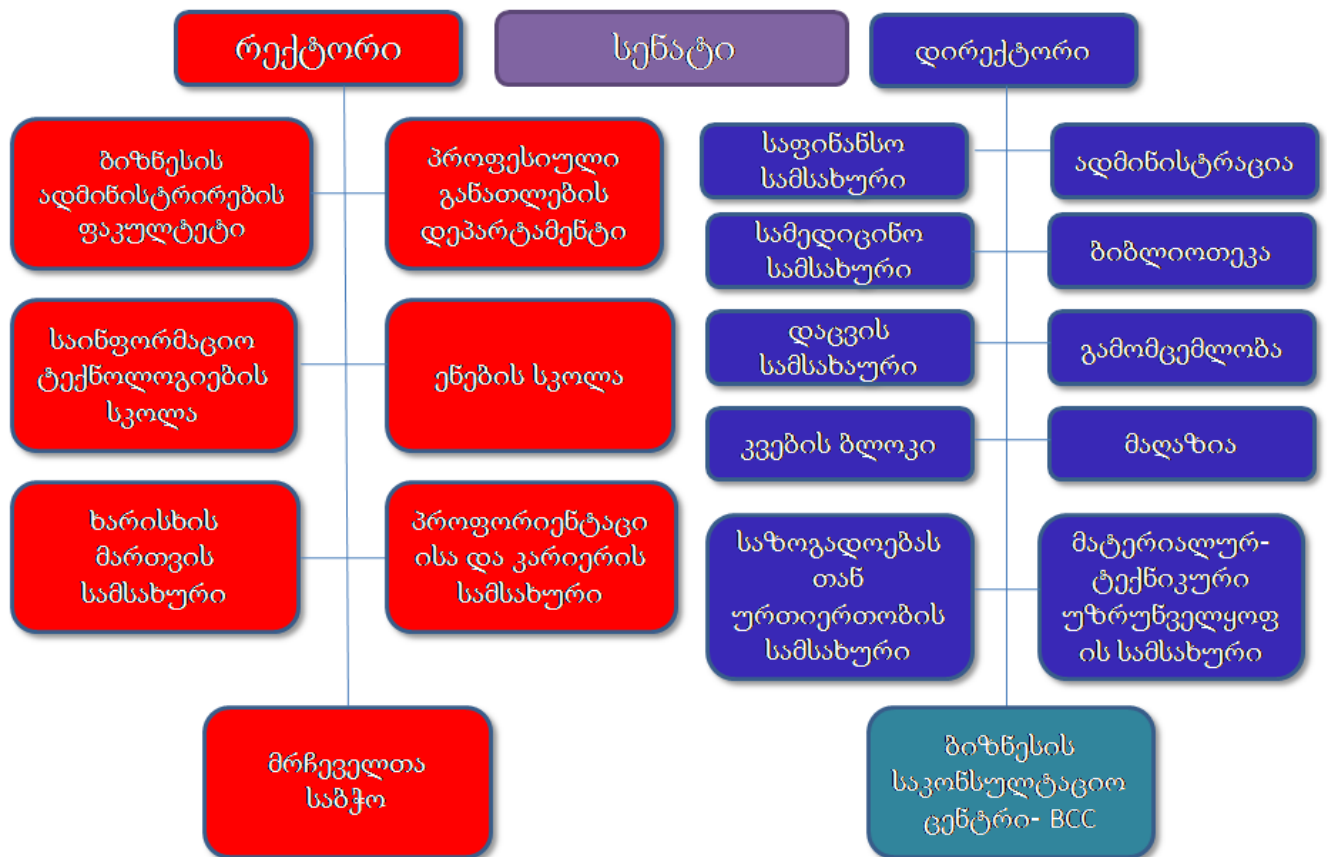 რექტორი
სენატი
დირექტორი
ბიზნესის
ადმინისტრირების
ფაკულტეტი
პროფესიული
განათლების
დეპარტამენტი
საინფორმაციო
ტექნოლოგიების
სკოლა
ენების სკოლა
ხარისხის
მართვის
სამსახური
პროფორიენტაცი
ისა და კარიერის
სამსახური
მრჩეველთა
საბჭო
საფინანსო
სამსახური
ადმინისტრაცია
სამედიცინო
სამსახური
ბიბლიოთეკა
დაცვის
სამსახაური
გამომცემლობა
კვების ბლოკი
მაღაზია
საზოგადოებას
თან
ურთიერთობის
სამსახური
მატერიალურ-
ტექნიკური
უზრუნველყოფ
ის სამსახური
ბიზნესის
საკონსულტაციო
ცენტრი- BCC